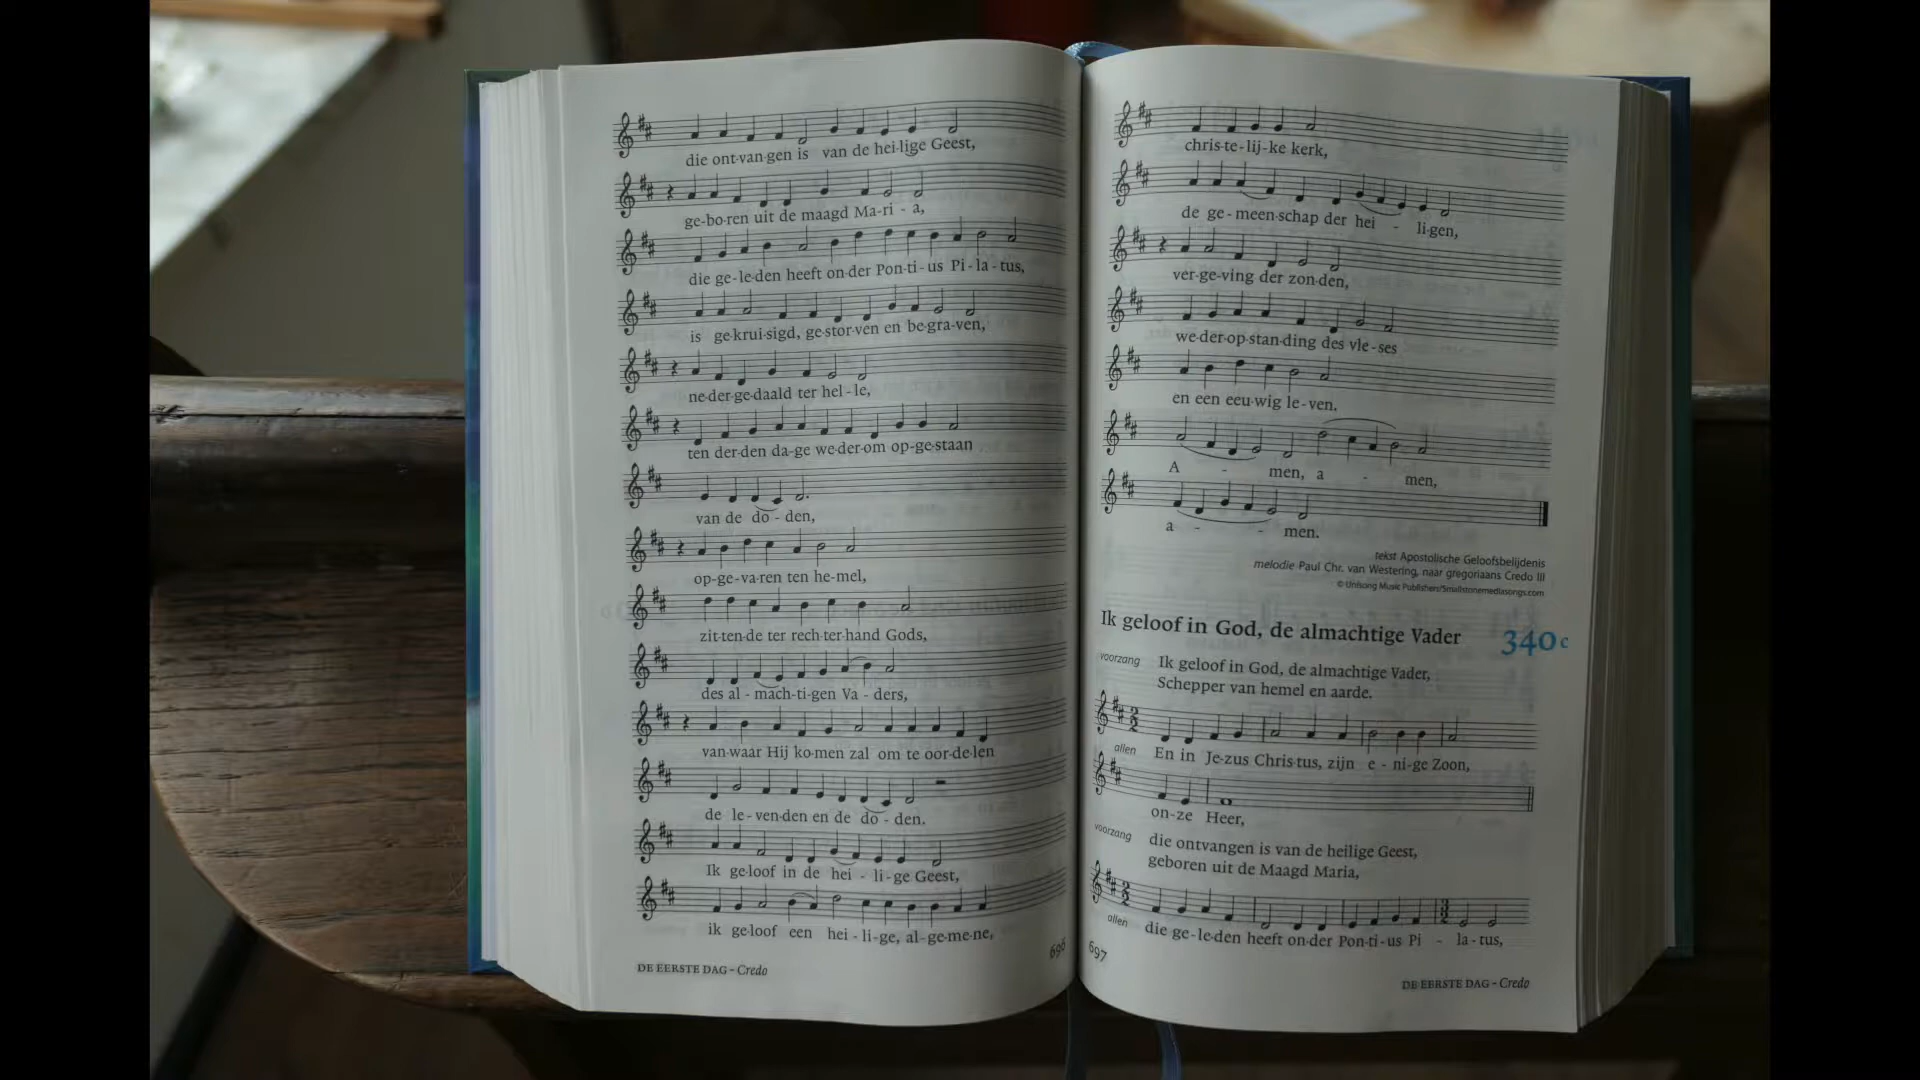 die ont-van-gen is van de hei-lige Geest,
ge-bo-ren uit de maagd Ma-ri - a,
die ge-le-den heeft on-der Pon-ti-us Pi-la-tus,
is ge-krui-sigd, ge-stor-ven en be-gra-ven,
ne-der-ge-daald ter hel-le,
ten der-den da-ge we-der-om op-ge-staan
van de do - den,
op-ge-va-ren ten he-mel,
zit-ten-de ter rech-ter-hand Gods,
des al - mach-ti-gen Va - ders,
van-waar Hij ko-men zal om te oor-de-len
de le-ven-den en de do - den.
Ik ge-loof in de hei - li-ge Geest,
ik ge-loof een hei-li-ge, al-ge-me-ne,
DE EERSTE DAG – Credo
696
chris-te-lij-ke kerk,
de ge-meen-schap der hei - li-gen,
ver-ge-ving der zon-den,
we-der-op-stan-ding des vle-ses
en een eeu-wig le-ven.
A - men, a - men,
a - - men.
tekst Apostolische Geloofsbelijdenis
melodie Paul Chr. van Westering, naar gregoriaans Credo III
© Unisong Music Publishers/Smallstonemediasongs.com
Ik geloof in God, de almachtige Vader 340c
voorzang Ik geloof in God, de almachtige Vader,
Schepper van hemel en aarde.
allen En in Je-zus Chris-tus, zijn e - ni-ge Zoon,
on-ze Heer,
voorzang die ontvangen is van de heilige Geest,
geboren uit de Maagd Maria,
allen die ge-le-den heeft on-der Pon-ti-us Pi - la-tus,
697
DE EERSTE DAG – Credo